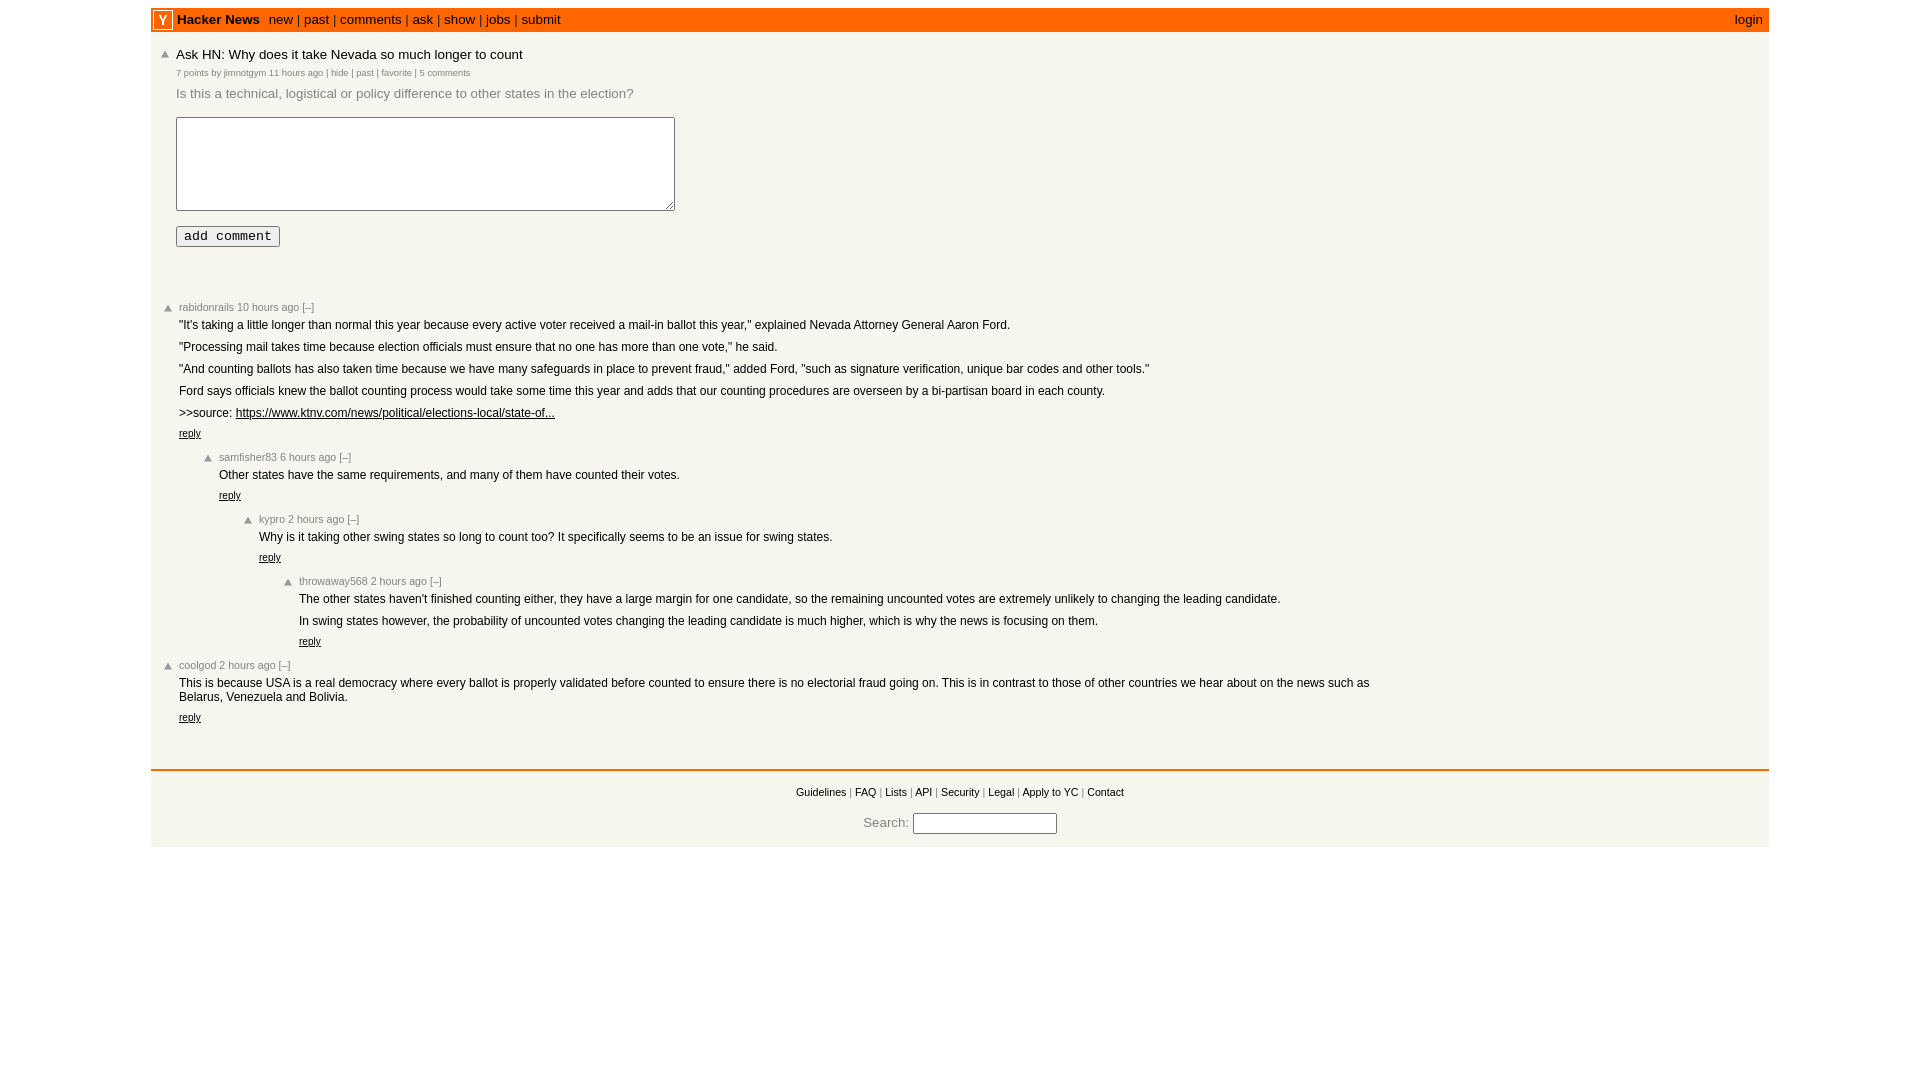 Y Hacker News new | past | comments | ask | show | jobs | submit login
Ask HN: Why does it take Nevada so much longer to count
7 points by jimnotgym 11 hours ago | hide | past | favorite | 5 comments
Is this a technical, logistical or policy difference to other states in the election?
add comment
rabidonrails 10 hours ago [–]
"It's taking a little longer than normal this year because every active voter received a mail-in ballot this year," explained Nevada Attorney General Aaron Ford.
"Processing mail takes time because election officials must ensure that no one has more than one vote," he said.
"And counting ballots has also taken time because we have many safeguards in place to prevent fraud," added Ford, "such as signature verification, unique bar codes and other tools."
Ford says officials knew the ballot counting process would take some time this year and adds that our counting procedures are overseen by a bi-partisan board in each county.
>>source: https://www.ktnv.com/news/political/elections-local/state-of...
reply
samfisher83 6 hours ago [–]
Other states have the same requirements, and many of them have counted their votes.
reply
kypro 2 hours ago [–]
Why is it taking other swing states so long to count too? It specifically seems to be an issue for swing states.
reply
throwaway568 2 hours ago [–]
The other states haven't finished counting either, they have a large margin for one candidate, so the remaining uncounted votes are extremely unlikely to changing the leading candidate.
In swing states however, the probability of uncounted votes changing the leading candidate is much higher, which is why the news is focusing on them.
reply
coolgod 2 hours ago [–]
This is because USA is a real democracy where every ballot is properly validated before counted to ensure there is no electorial fraud going on. This is in contrast to those of other countries we hear about on the news such as
Belarus, Venezuela and Bolivia.
reply
Guidelines | FAQ | Lists | API | Security | Legal | Apply to YC | Contact
Search: